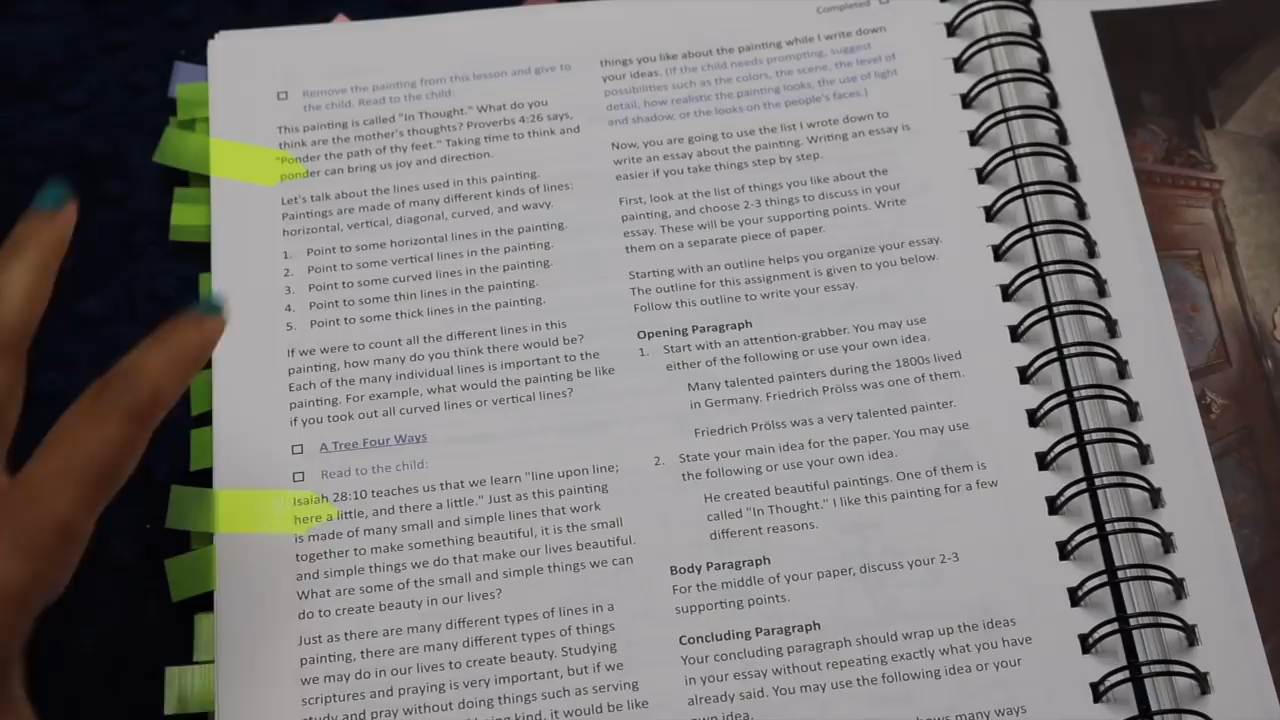 Completed
Remove the painting from this lesson and give to
the child. Read to the child:
This painting is called "In Thought." What do you
think are the mother's thoughts? Proverbs 4:26 says,
"Ponder the path of thy feet." Taking time to think and
ponder can bring us joy and direction.
Let's talk about the lines used in this painting.
Paintings are made of many different kinds of lines:
horizontal, vertical, diagonal, curved, and wavy.
1. Point to some horizontal lines in the painting.
2. Point to some vertical lines in the painting.
3. Point to some curved lines in the painting.
4. Point to some thin lines in the painting.
5. Point to some thick lines in the painting.
If we were to count all the different lines in this
painting, how many do you think there would be?
Each of the many individual lines is important to the
painting. For example, what would the painting be like
if you took out all curved lines or vertical lines?
A Tree Four Ways
Read to the child:
Isaiah 28:10 teaches us that we learn "line upon line;
here a little, and there a little." Just as this painting
is made of many small and simple lines that work
together to make something beautiful, it is the small
and simple things we do that make our lives beautiful.
What are some of the small and simple things we can
do to create beauty in our lives?
Just as there are many different types of lines in a
painting, there are many different types of things
we may do in our lives to create beauty. Studying
scriptures and praying is very important, but if we
study and pray without doing things such as serving
being kind, it would be like
things you like about the painting while I write down
your ideas. (If the child needs prompting, suggest
possibilities such as the colors, the scene, the level of
detail, how realistic the painting looks, the use of light
and shadow, or the looks on the people's faces.)
Now, you are going to use the list I wrote down to
write an essay about the painting. Writing an essay is
easier if you take things step by step.
First, look at the list of things you like about the
painting, and choose 2-3 things to discuss in your
essay. These will be your supporting points. Write
them on a separate piece of paper.
Starting with an outline helps you organize your essay.
The outline for this assignment is given to you below.
Follow this outline to write your essay.
Opening Paragraph
1. Start with an attention-grabber. You may use
either of the following or use your own idea.
Many talented painters during the 1800s lived
in Germany. Friedrich Prölss was one of them.
Friedrich Prölss was a very talented painter.
2. State your main idea for the paper. You may use
the following or use your own idea.
He created beautiful paintings. One of them is
called "In Thought." I like this painting for a few
different reasons.
Body Paragraph
For the middle of your paper, discuss your 2-3
supporting points.
Concluding Paragraph
Your concluding paragraph should wrap up the ideas
in your essay without repeating exactly what you have
already said. You may use the following idea or your
own idea.
many ways